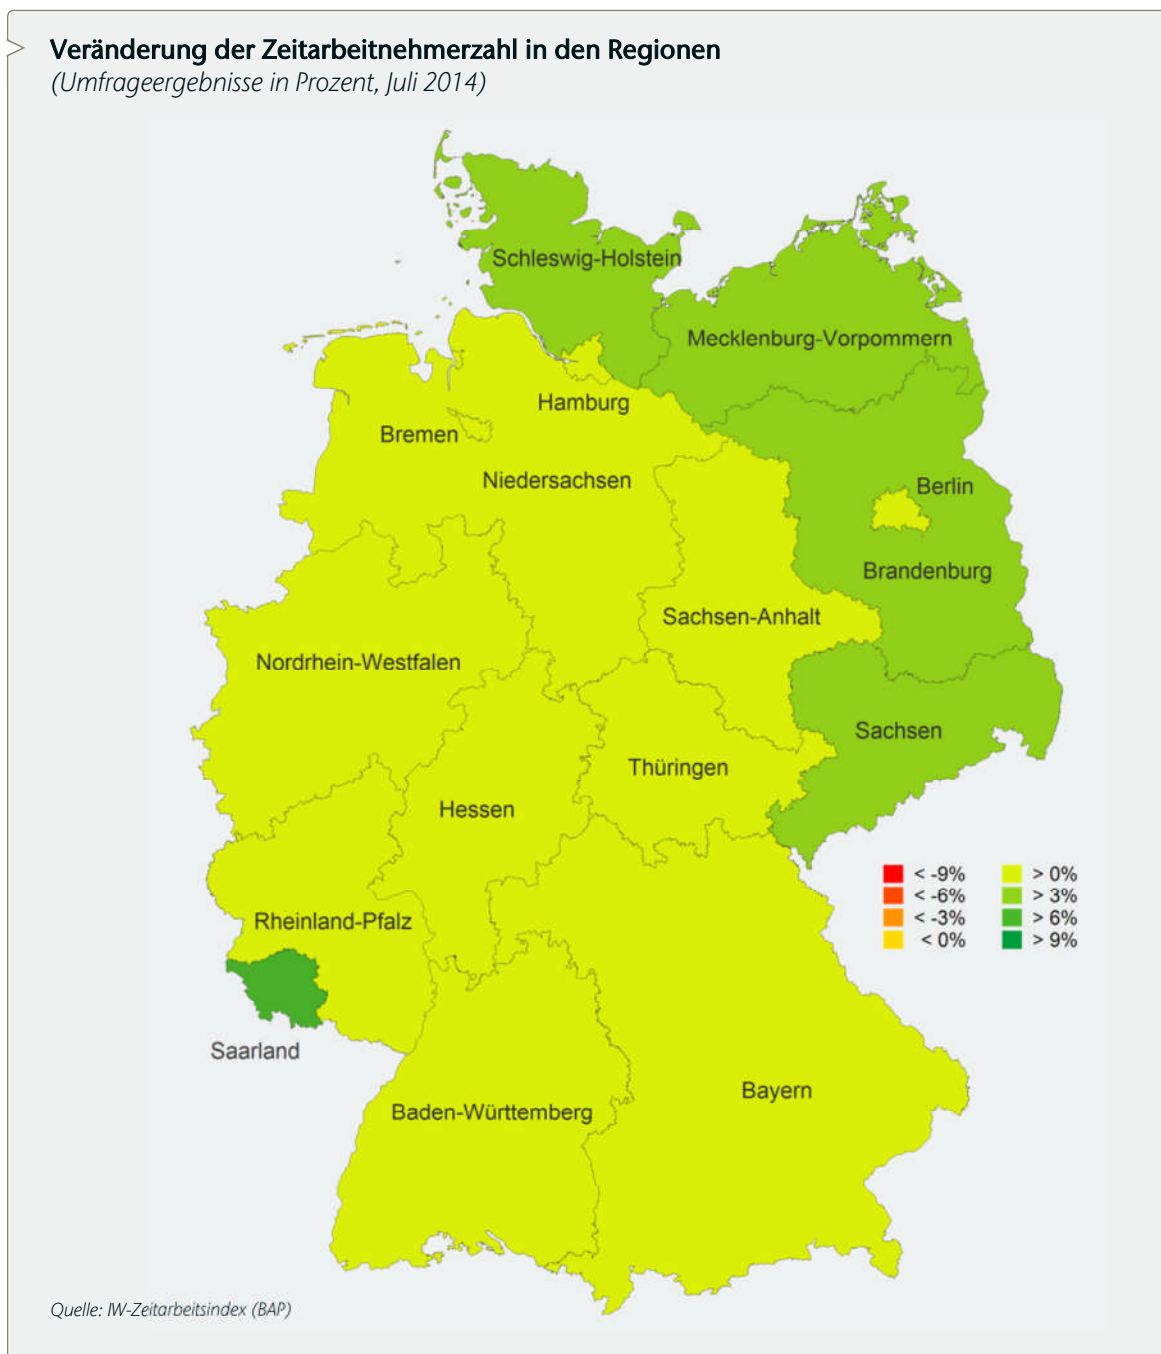 Veränderung der Zeitarbeitnehmerzahl in den Regionen
(Umfrageergebnisse in Prozent, Juli 2014)
Schleswig-Holstein
Mecklenburg-Vorpommern
Hamburg
Bremen
Niedersachsen
Berlin
Brandenburg
Sachsen-Anhalt
Nordrhein-Westfalen
Sachsen
Thüringen
Hessen
< -9% > 0%
< -6% > 3%
< -3% > 6%
< 0% > 9%
Rheinland-Pfalz
Saarland
Bayern
Baden-Württemberg
Quelle: IW-Zeitarbeitsindex (BAP)